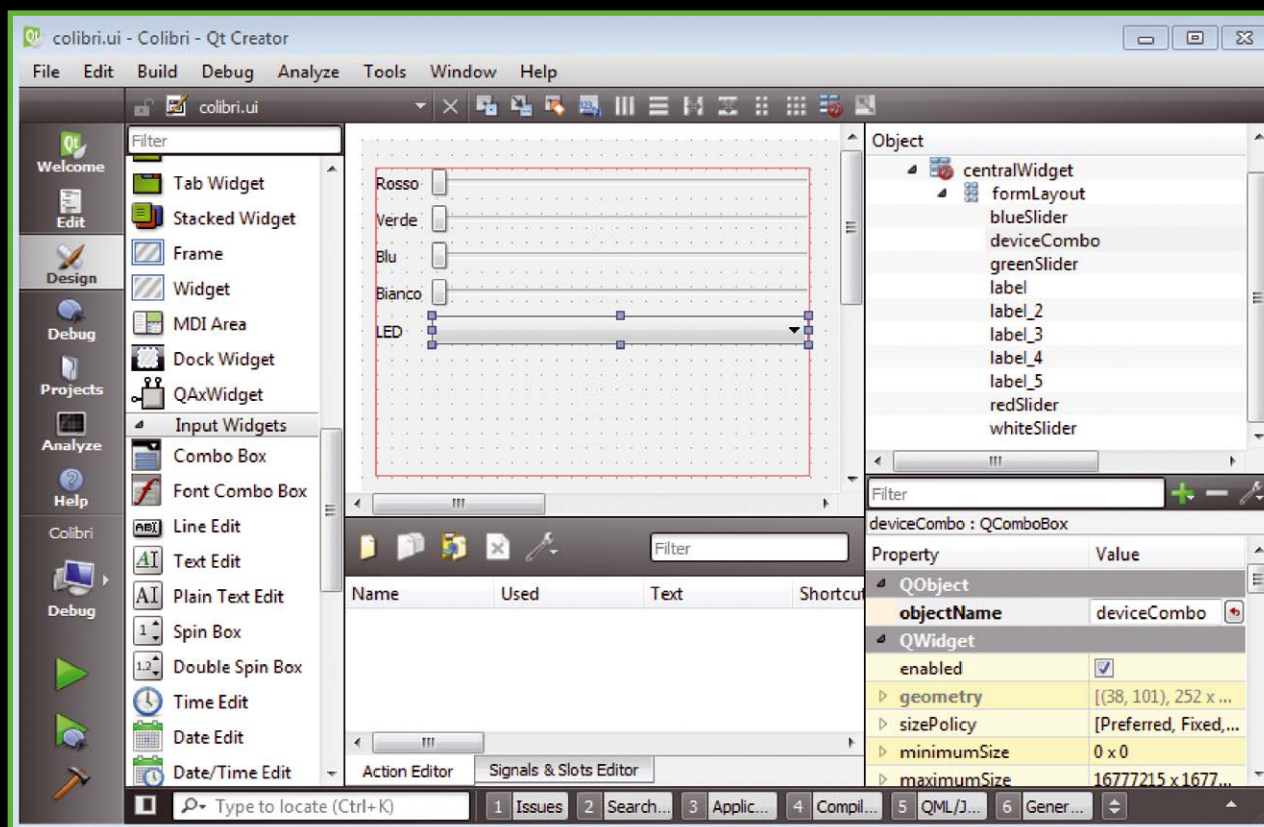 colibri.ui - Colibri - Qt Creator
File Edit Build Debug Analyze Tools Window Help
colibri.ui
Welcome
Edit
Design
Debug
Projects
Analyze
Help
Colibri
Debug
Filter
Tab Widget
Stacked Widget
Frame
Widget
MDI Area
Dock Widget
QAxWidget
Input Widgets
Combo Box
Font Combo Box
Line Edit
Text Edit
Plain Text Edit
Spin Box
Double Spin Box
Time Edit
Date Edit
Date/Time Edit
Rosso
Verde
Blu
Bianco
LED
Filter
Name Used Text Shortcut
Action Editor Signals & Slots Editor
Object
centralWidget
formLayout
blueSlider
deviceCombo
greenSlider
label
label_2
label_3
label_4
label_5
redSlider
whiteSlider
Filter
deviceCombo : QComboBox
Property Value
QObject
objectName deviceCombo
QWidget
enabled
geometry [(38, 101), 252 x ...
sizePolicy [Preferred, Fixed,...
minimumSize 0 x 0
maximumSize 16777215 x 1677...
Type to locate (Ctrl+K) 1 Issues 2 Search... 3 Applic... 4 Compil... 5 QML/J... 6 Gener...